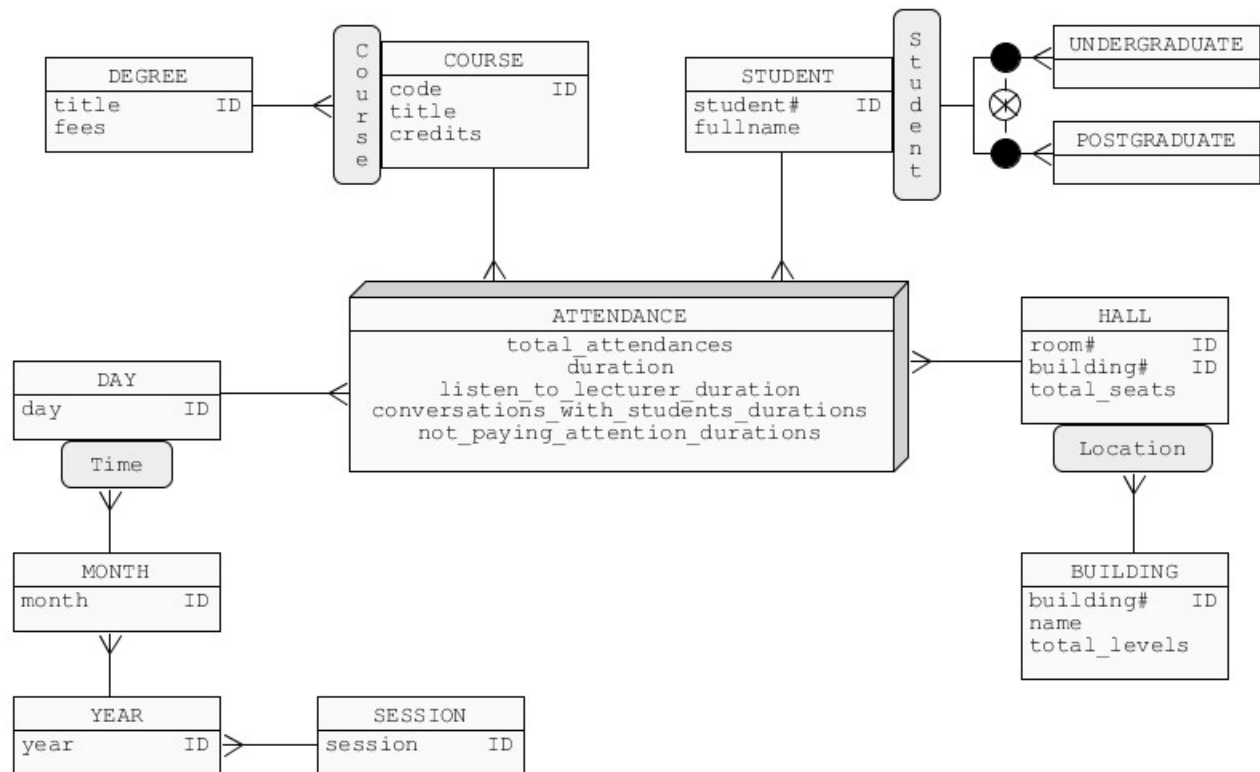 DEGREE
title ID
fees
Course
COURSE
code ID
title
credits
STUDENT
student# ID
fullname
Student
UNDERGRADUATE
POSTGRADUATE
ATTENDANCE
total_attendances
duration
listen_to_lecturer_duration
conversations_with_students_durations
not_paying_attention_durations
HALL
room# ID
building# ID
total_seats
DAY
day ID
Time
Location
MONTH
month ID
BUILDING
building# ID
name
total_levels
YEAR
year ID
SESSION
session ID